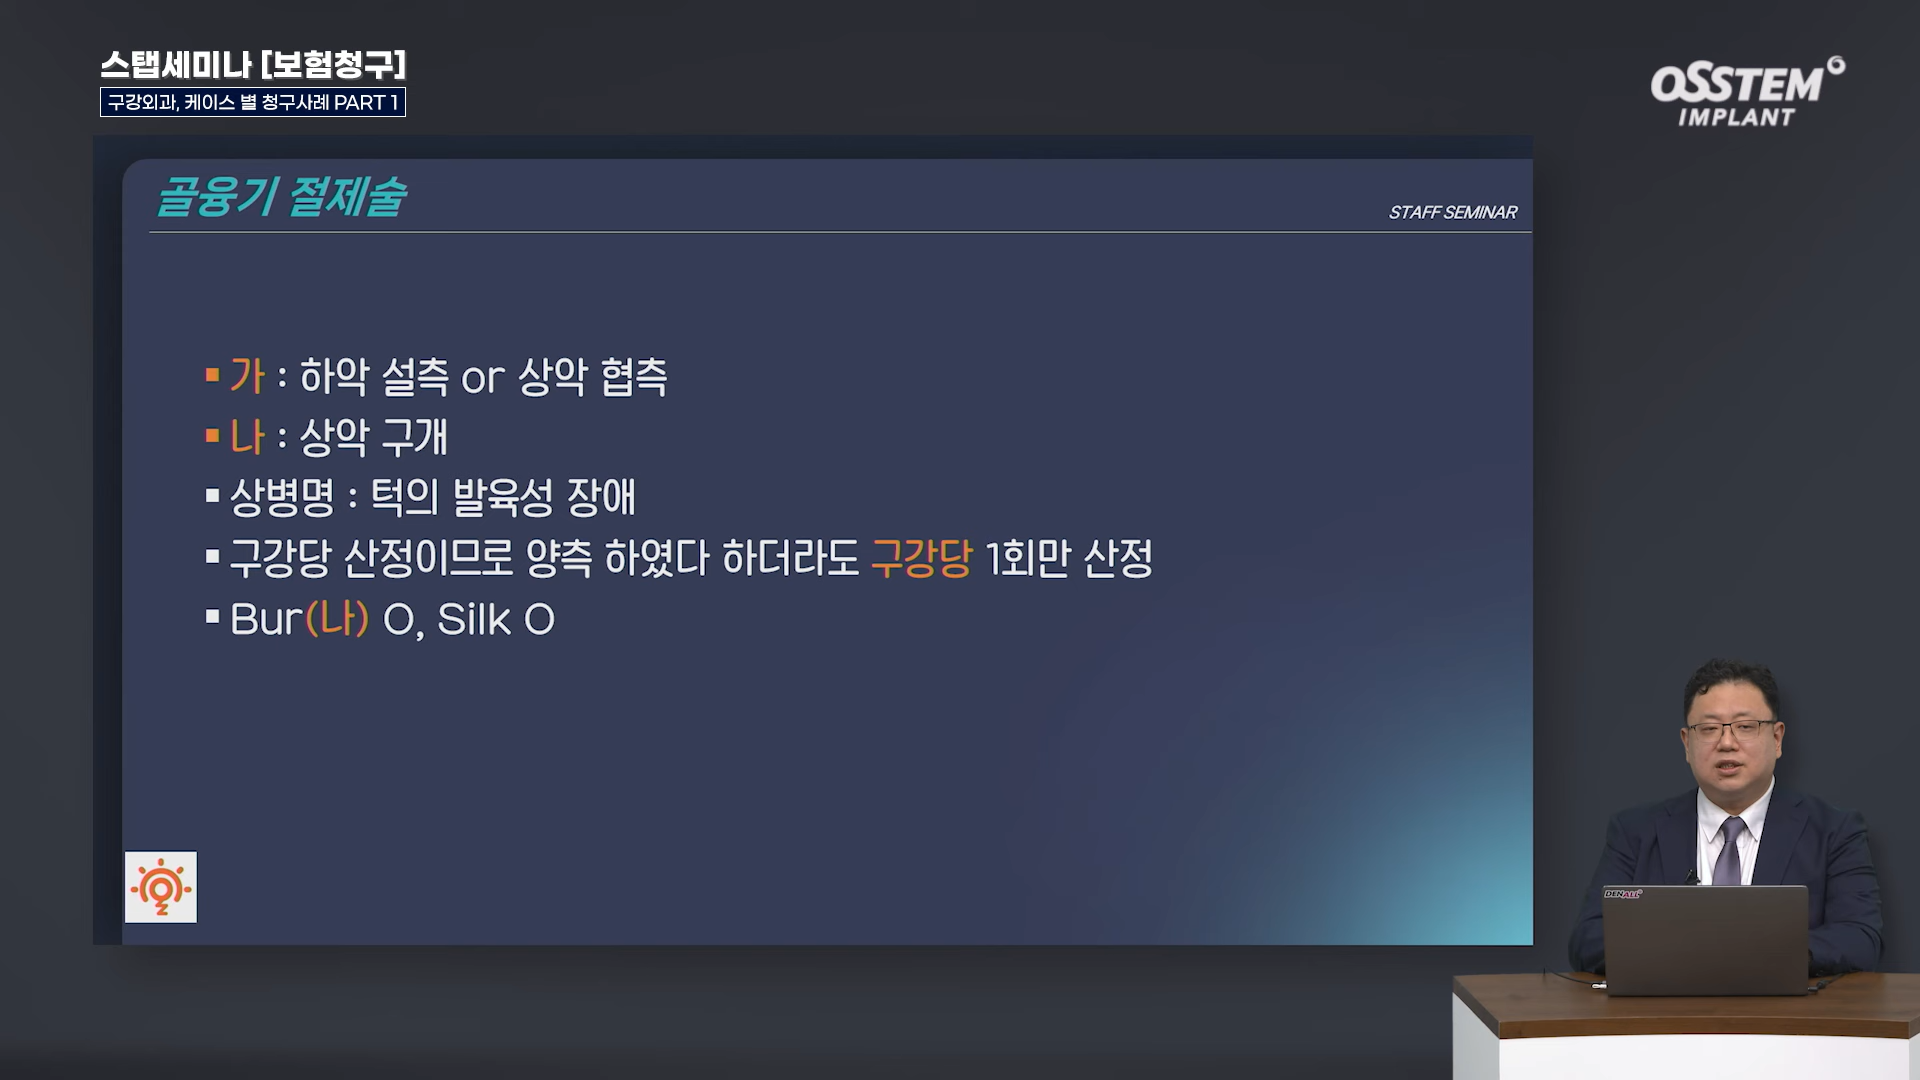 스탭세미나 [보험청구]
구강외과, 케이스 별 청구사례 PART 1
OSSTEM
IMPLANT
골융기 절제술
STAFF SEMINAR
▪ 가 : 하악 설측 or 상악 협측
▪ 나 : 상악 구개
▪ 상병명 : 턱의 발육성 장애
▪ 구강당 산정이므로 양측 하였다 하더라도 구강당 1회만 산정
▪ Bur(나) O, Silk O
DENALL